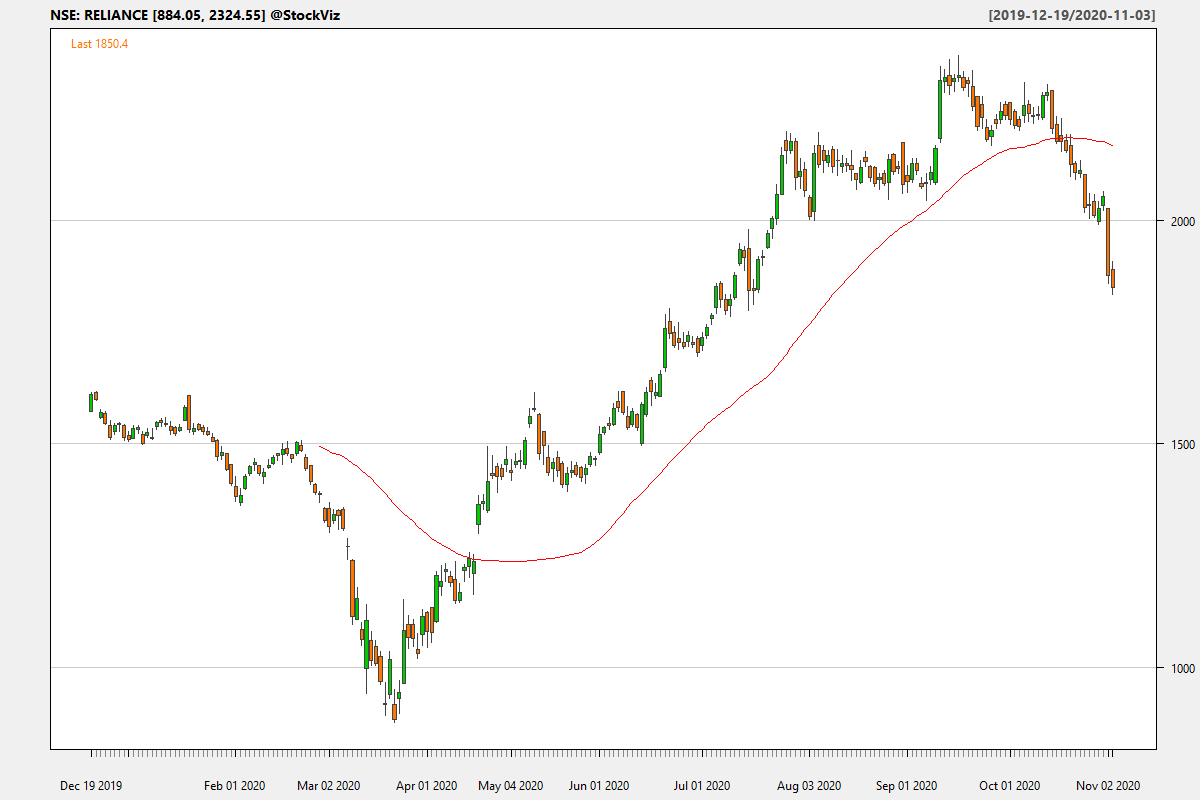 NSE: RELIANCE [884.05, 2324.55] @StockViz
[2019-12-19/2020-11-03]
Last 1850.4
2000
1500
1000
Dec 19 2019
Feb 01 2020
Mar 02 2020
Apr 01 2020
May 04 2020
Jun 01 2020
Jul 01 2020
Aug 03 2020
Sep 01 2020
Oct 01 2020
Nov 02 2020